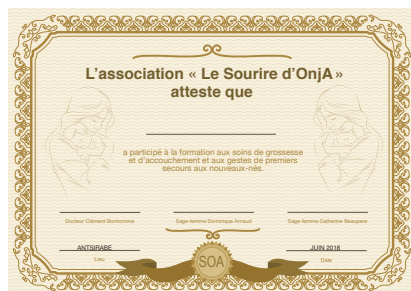 L'association « Le Sourire d'OnjA »
atteste que
a participé à la formation aux soins de grossesse
et d'accouchement et aux gestes de premiers
secours aux nouveaux-nés.
Docteur Clément Bonhomme
Sage-femme Dominique Arnaud
Sage-femme Catherine Beaupere
ANTSIRABE
JUIN 2018
Lieu
Date
SOA